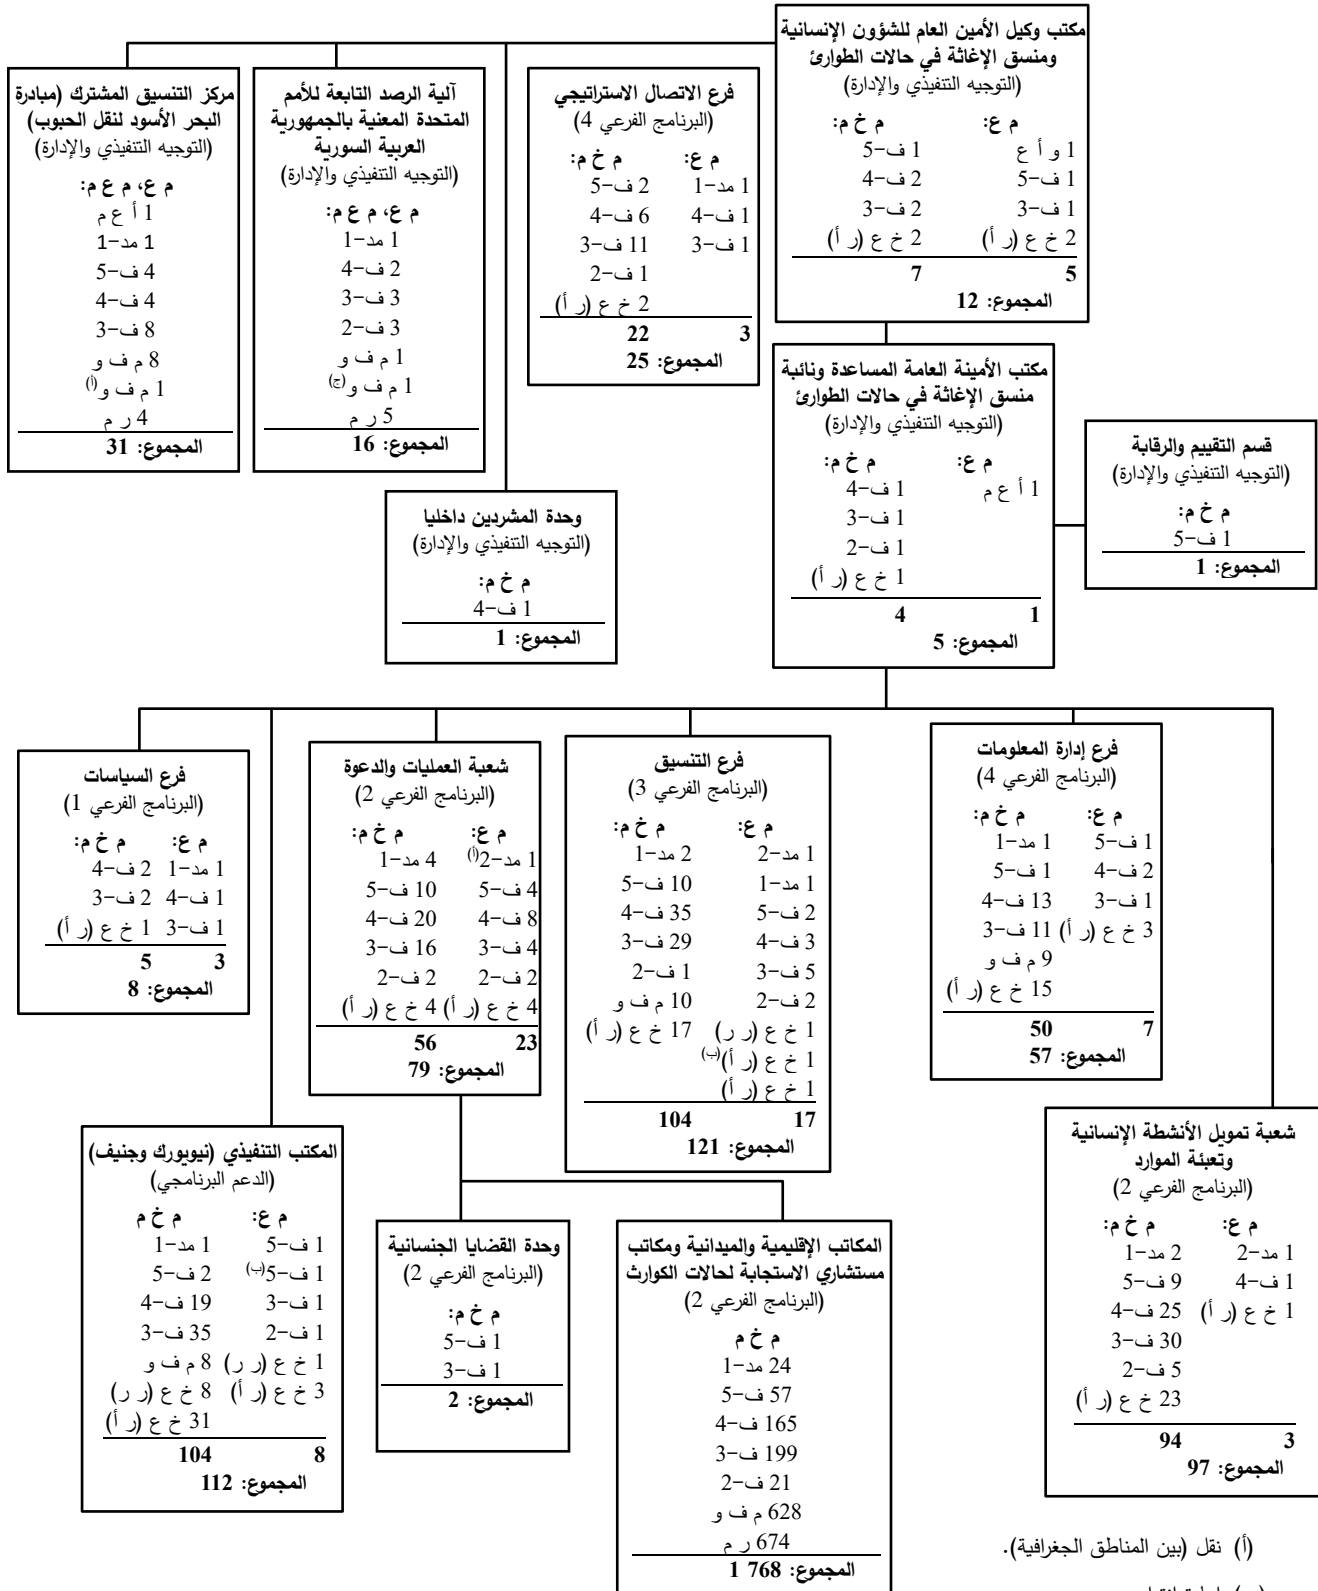 مكتب وكيل الأمين العام للشؤون الإنسانية
ومنسق الإغاثة في حالات الطوارئ
(التوجيه التنفيذي والإدارة)
م ع: م خ م:
1 و أ ع 1 ف-5
1 ف-5 2 ف-4
1 ف-3 2 ف-3
2 خ ع (ر أ) 2 خ ع (ر أ)
5 7
المجموع: 12
فرع الاتصال الاستراتيجي
(البرنامج الفرعي 4)
م ع: م خ م:
1 مد-1 2 ف-5
1 ف-4 6 ف-4
1 ف-3 11 ف-3
1 ف-2
2 خ ع (ر أ)
3 22
المجموع: 25
آلية الرصد التابعة للأمم
المتحدة المعنية بالجمهورية
العربية السورية
(التوجيه التنفيذي والإدارة)
م ع، م ع م:
1 مد-1
2 ف-4
3 ف-3
3 ف-2
1 م ف و
1 م ف و(ج)
5 ر م
المجموع: 16
مركز التنسيق المشترك (مبادرة
البحر الأسود لنقل الحبوب)
(التوجيه التنفيذي والإدارة)
م ع، م ع م:
1 أ ع م
1 مد-1
4 ف-5
4 ف-4
8 ف-3
8 م ف و
1 م ف و(أ)
4 ر م
المجموع: 31
مكتب الأمينة العامة المساعدة ونائبة
منسق الإغاثة في حالات الطوارئ
(التوجيه التنفيذي والإدارة)
م ع: م خ م:
1 أ ع م 1 ف-4
1 ف-3
1 ف-2
1 خ ع (ر أ)
1 4
المجموع: 5
قسم التقييم والرقابة
(التوجيه التنفيذي والإدارة)
م خ م:
1 ف-5
المجموع: 1
وحدة المشردين داخليا
(التوجيه التنفيذي والإدارة)
م خ م:
1 ف-4
المجموع: 1
فرع إدارة المعلومات
(البرنامج الفرعي 4)
م ع: م خ م:
1 ف-5 1 مد-1
2 ف-4 1 ف-5
1 ف-3 13 ف-4
3 خ ع (ر أ) 11 ف-3
9 م ف و
15 خ ع (ر أ)
7 50
المجموع: 57
فرع التنسيق
(البرنامج الفرعي 3)
م ع: م خ م:
1 مد-2 2 مد-1
1 مد-1 10 ف-5
2 ف-5 35 ف-4
3 ف-4 29 ف-3
5 ف-3 1 ف-2
2 ف-2 10 م ف و
1 خ ع (ر ر) 17 خ ع (ر أ)
1 خ ع (ر أ)(ب)
1 خ ع (ر أ)
17 104
المجموع: 121
شعبة العمليات والدعوة
(البرنامج الفرعي 2)
م ع: م خ م:
1 مد-2(أ) 4 مد-1
4 ف-5 10 ف-5
8 ف-4 20 ف-4
4 ف-3 16 ف-3
2 ف-2 2 ف-2
4 خ ع (ر أ) 4 خ ع (ر أ)
23 56
المجموع: 79
فرع السياسات
(البرنامج الفرعي 1)
م ع: م خ م:
1 مد-1 2 ف-4
1 ف-4 2 ف-3
1 ف-3 1 خ ع (ر أ)
3 5
المجموع: 8
شعبة تمويل الأنشطة الإنسانية
وتعبئة الموارد
(البرنامج الفرعي 2)
م ع: م خ م:
1 مد-2 2 مد-1
1 ف-4 9 ف-5
1 خ ع (ر أ) 25 ف-4
30 ف-3
5 ف-2
23 خ ع (ر أ)
3 94
المجموع: 97
المكاتب الإقليمية والميدانية ومكاتب
مستشاري الاستجابة لحالات الكوارث
(البرنامج الفرعي 2)
م خ م
24 مد-1
57 ف-5
165 ف-4
199 ف-3
21 ف-2
628 م ف و
674 ر م
المجموع: 768 1
وحدة القضايا الجنسانية
(البرنامج الفرعي 2)
م خ م:
1 ف-5
1 ف-3
المجموع: 2
المكتب التنفيذي (نيويورك وجنيف)
(الدعم البرنامجي)
م ع: م خ م
1 ف-5 1 مد-1
1 ف-5(ب) 2 ف-5
1 ف-3 19 ف-4
1 ف-2 35 ف-3
1 خ ع (ر ر) 8 م ف و
3 خ ع (ر أ) 8 خ ع (ر ر)
31 خ ع (ر أ)
8 104
المجموع: 112
(أ) نقل (بين المناطق الجغرافية).